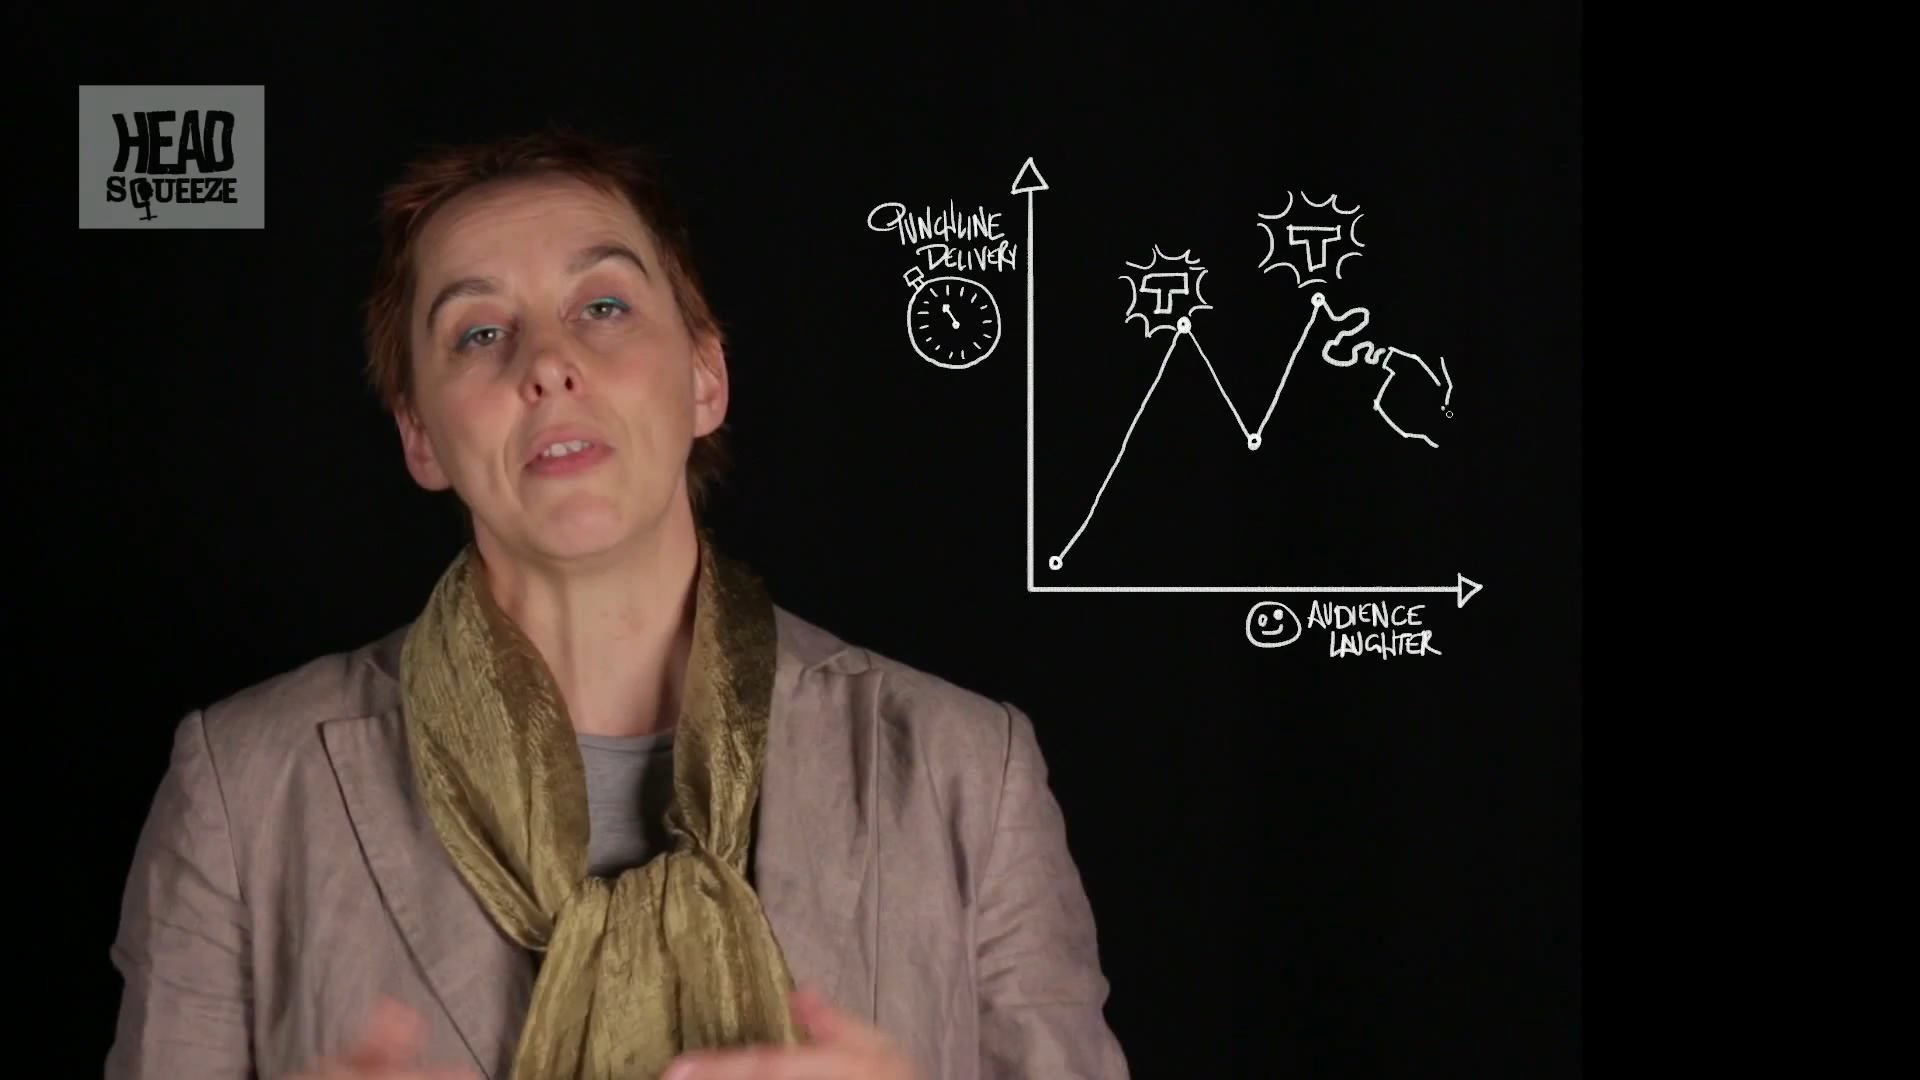 HEAD
SQUEEZE
PUNCHLINE
DELIVERY
T
T
AUDIENCE
LAUGHTER